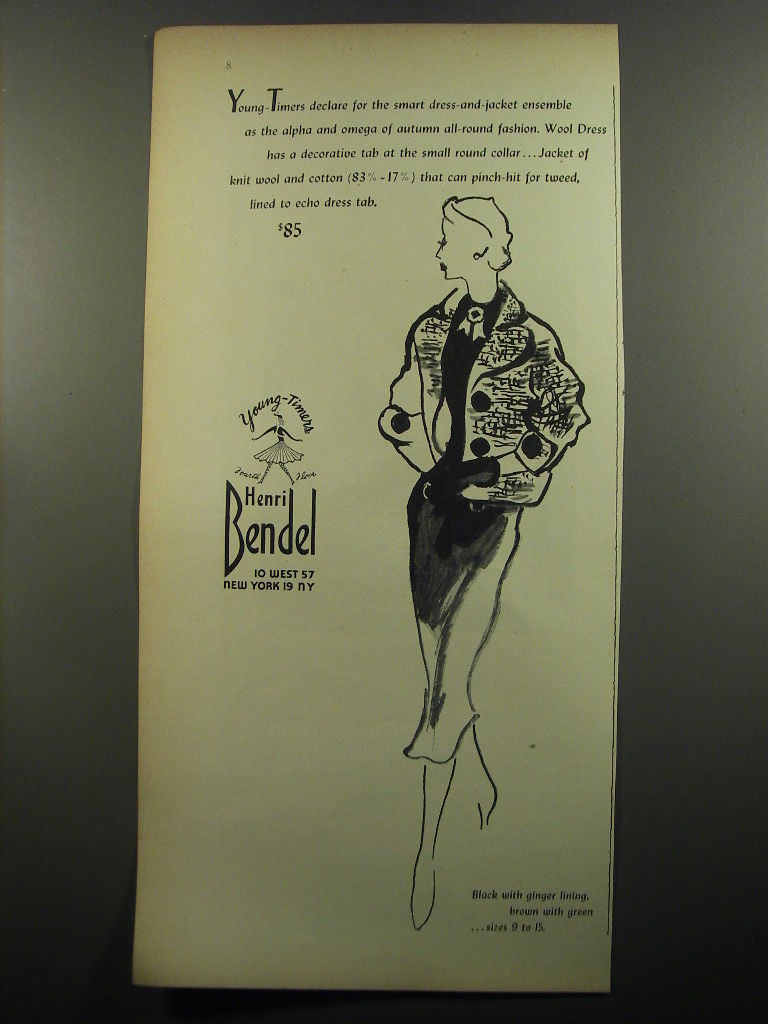 8
Young-Timers declare for the smart dress-and-jacket ensemble
as the alpha and omega of autumn all-round fashion. Wool Dress
has a decorative tab at the small round collar...Jacket of
knit wool and cotton (83%-17%) that can pinch-hit for tweed,
lined to echo dress tab.
$85
Young-Timers
Fourth Floor
Henri
Bendel
10 WEST 57
NEW YORK 19 NY
Black with ginger lining,
brown with green
...sizes 9 to 15.